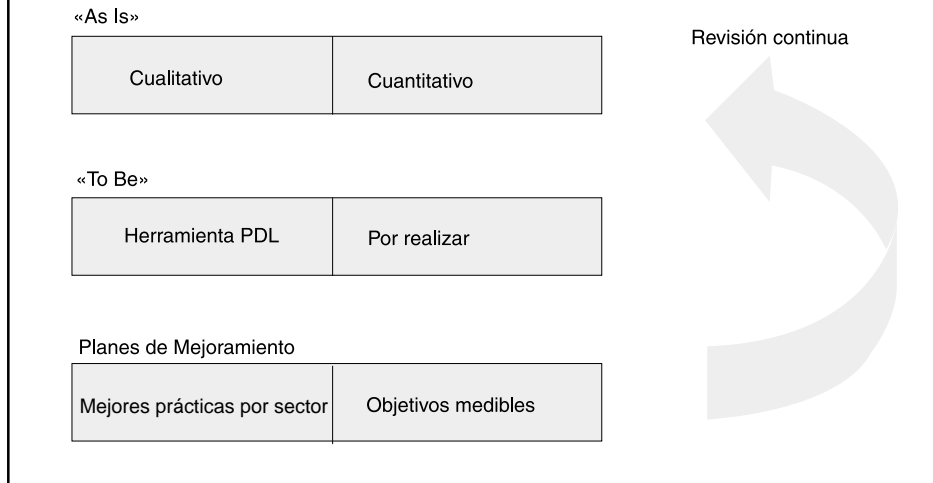 «As Is»
Revisión continua
Cualitativo
Cuantitativo
«To Be»
Herramienta PDL
Por realizar
Planes de Mejoramiento
Mejores prácticas por sector
Objetivos medibles